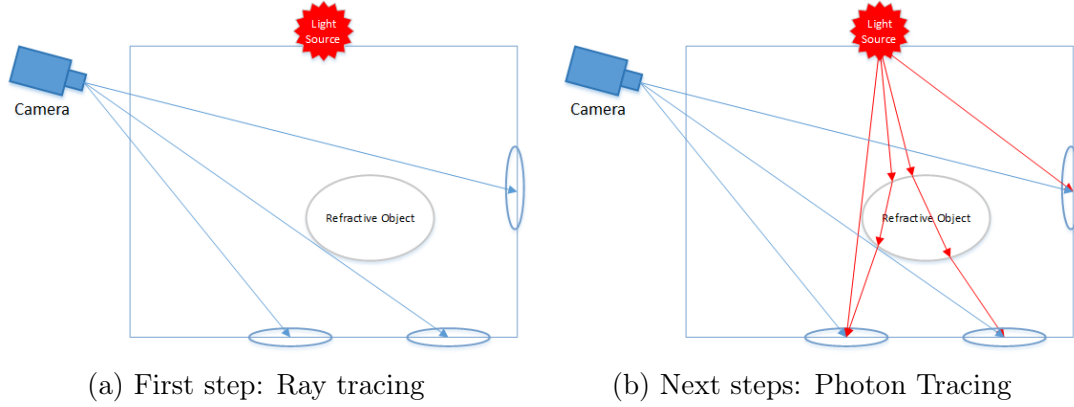 Light
Source
Camera
Refractive Object
(a) First step: Ray tracing
Light
Source
Camera
Refractive Object
(b) Next steps: Photon Tracing